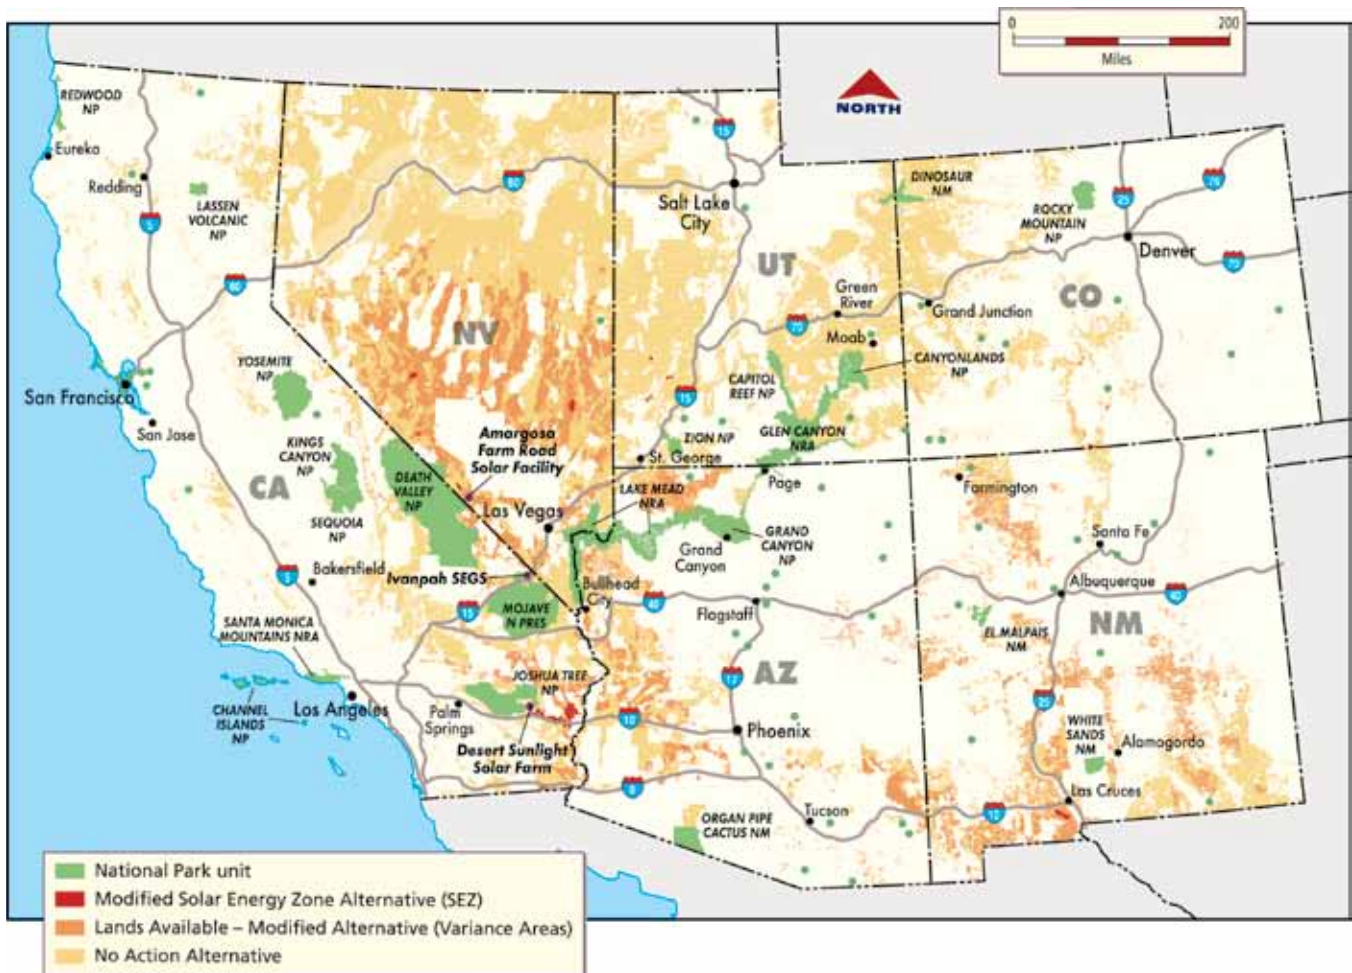 0
200
Miles
NORTH
REDWOOD
NP
Eureka
Redding
5
LASSEN
VOLCANIC
NP
80
80
15
Salt Lake
City
DINOSAUR
NM
ROCKY
MOUNTAIN
NP
25
76
Denver
70
UT
CO
NV
Green
River
Grand Junction
70
Moab
CANYONLANDS
NP
YOSEMITE
NP
San Francisco
San Jose
KINGS
CANYON
NP
CA
SEQUOIA
NP
DEATH
VALLEY
NP
Amargosa
Farm Road
Solar Facility
15
CAPITOL
REEF NP
ZION NP
GLEN CANYON
NRA
St. George
LAKE MEAD
NRA
Page
Las Vegas
Grand
Canyon
GRAND
CANYON
NP
Farmington
Santa Fe
5
Bakersfield
Ivanpah SEGS
Bullhead
City
15
MOJAVE
N PRES
40
Flagstaff
Albuquerque
40
SANTA MONICA
MOUNTAINS NRA
EL MALPAIS
NM
NM
JOSHUA TREE
NP
17
AZ
CHANNEL
ISLANDS
NP
Los Angeles
Palm
Springs
10
Phoenix
25
WHITE
SANDS
NM
Alamogordo
Desert Sunlight
Solar Farm
8
Las Cruces
10
Tucson
ORGAN PIPE
CACTUS NM
National Park unit
Modified Solar Energy Zone Alternative (SEZ)
Lands Available – Modified Alternative (Variance Areas)
No Action Alternative